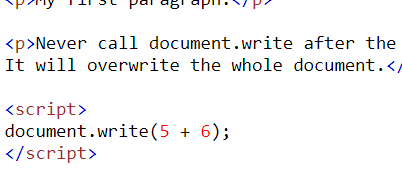 <p>My first paragraph.</p>
<p>Never call document.write after the
It will overwrite the whole document.</
<script>
document.write(5 + 6);
</script>